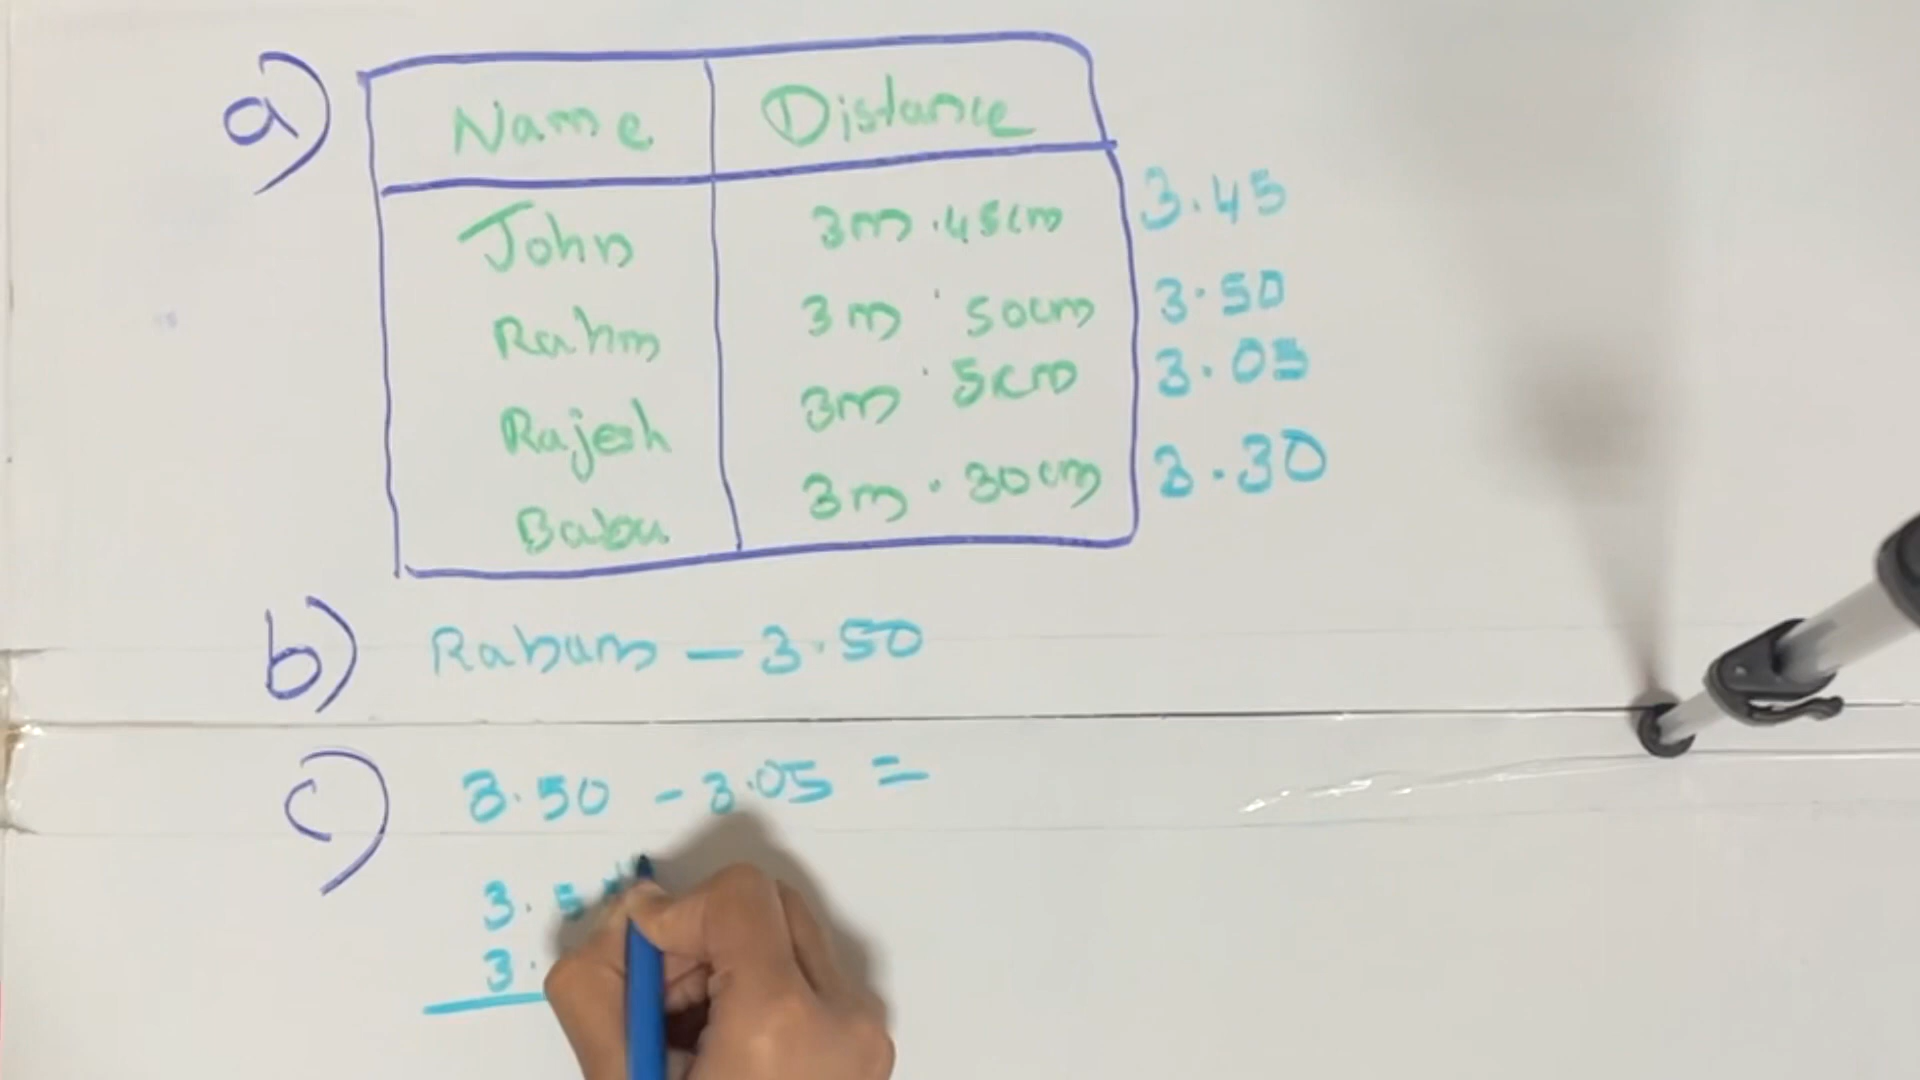 a)
Name Distance
John 3m .45cm 3.45
Rahm 3m . 50cm 3.50
Rajesh 3m . 5cm 3.05
Babu 3m . 30cm 3.30
b) Rahum — 3.50
c) 3.50 - 3.05 =
3.5
3.